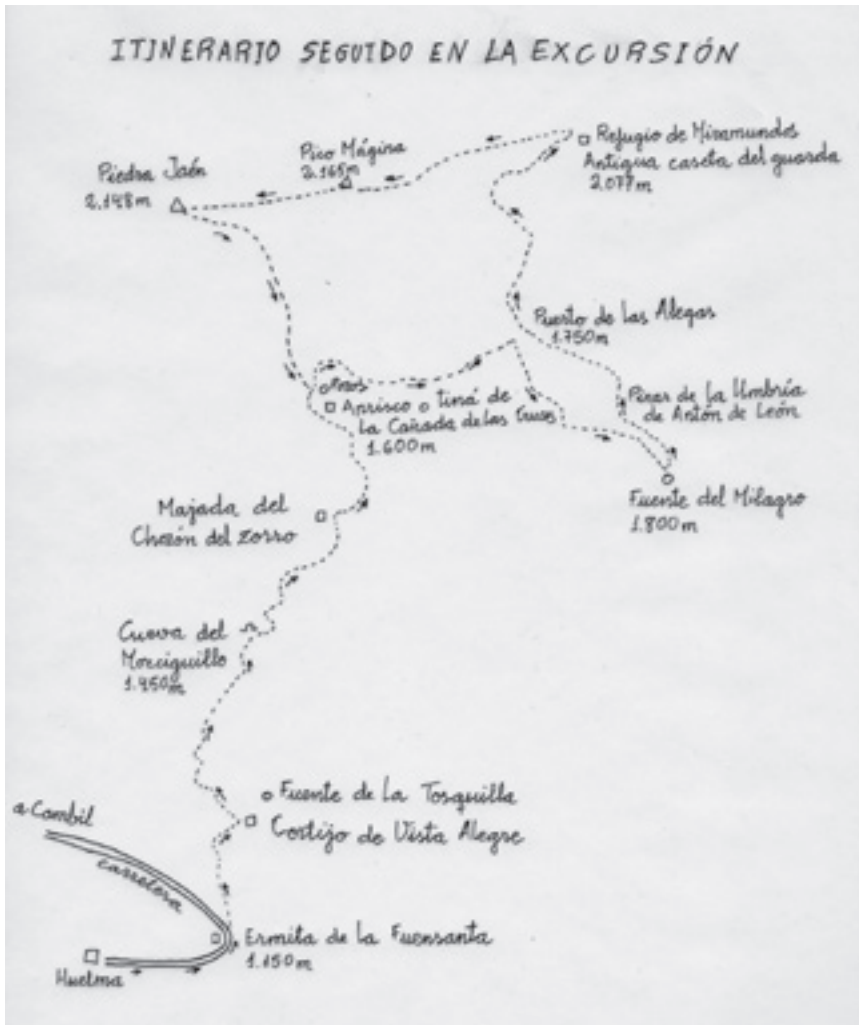 ITINERARIO SEGUIDO EN LA EXCURSIÓN
Refugio de Miramundos
Antigua caseta del guarda
2.077m
Pico Mágina
2.165m
Piedra Jaén
2.148m
Puerto de las Alegas
1.750m
Pozos
Aprisco o tiná de
la Cañada de las
1.600m
Pinar de la Umbría
de Antón de León
Fuente del Milagro
1.800m
Majada del
Chozón del Zorro
Cueva del
Morciguillo
1.450m
Fuente de La Tosquilla
Cortijo de Vista Alegre
a Cambil
carretera
Ermita de La Fuensanta
1.150m
Huelma